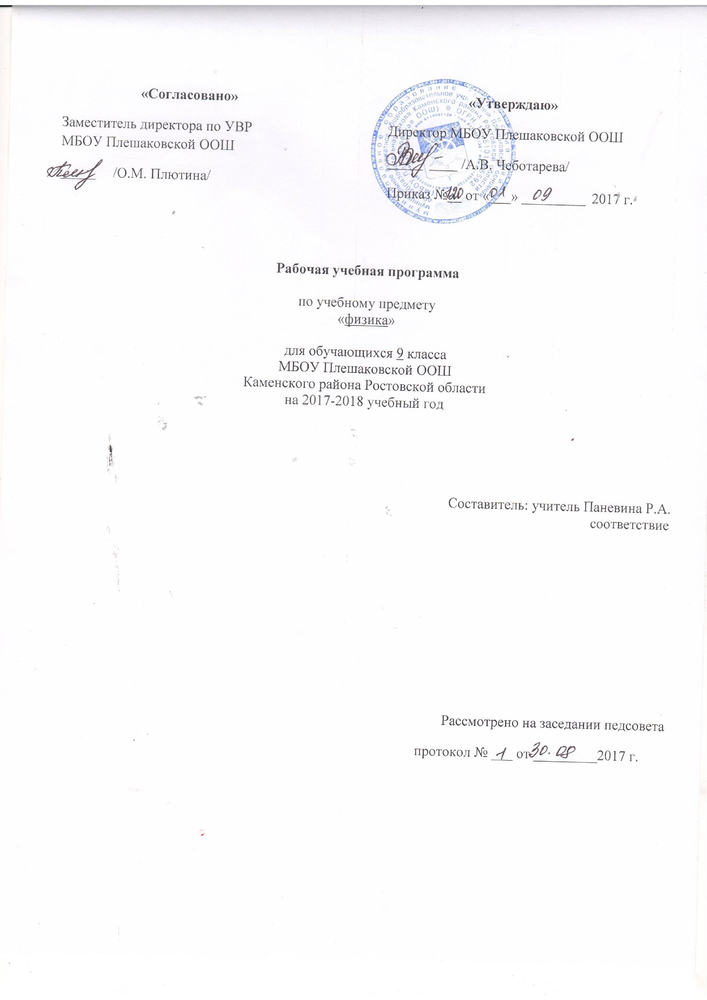 «Согласовано»
Заместитель директора по УВР
МБОУ Плешаковской ООШ
/О.М. Плютина/
«Утверждаю»
Директор МБОУ Плешаковской ООШ
/А.В. Чеботарева/
Приказ №120 от «01» 09 2017 г.
Рабочая учебная программа
по учебному предмету
«физика»
для обучающихся 9 класса
МБОУ Плешаковской ООШ
Каменского района Ростовской области
на 2017-2018 учебный год
Составитель: учитель Паневина Р.А.
соответствие
Рассмотрено на заседании педсовета
протокол № 1 от 30. 08 2017 г.